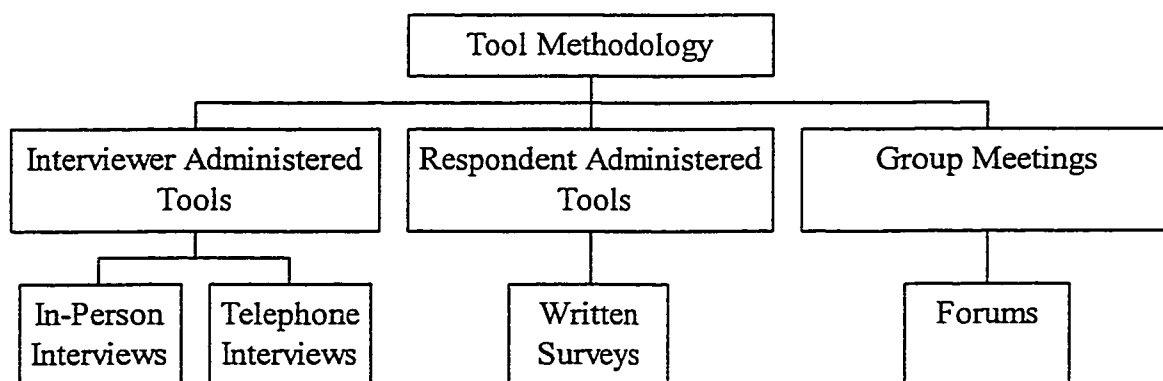 Tool Methodology
Interviewer Administered
Tools
Respondent Administered
Tools
Group Meetings
In-Person
Interviews
Telephone
Interviews
Written
Surveys
Forums